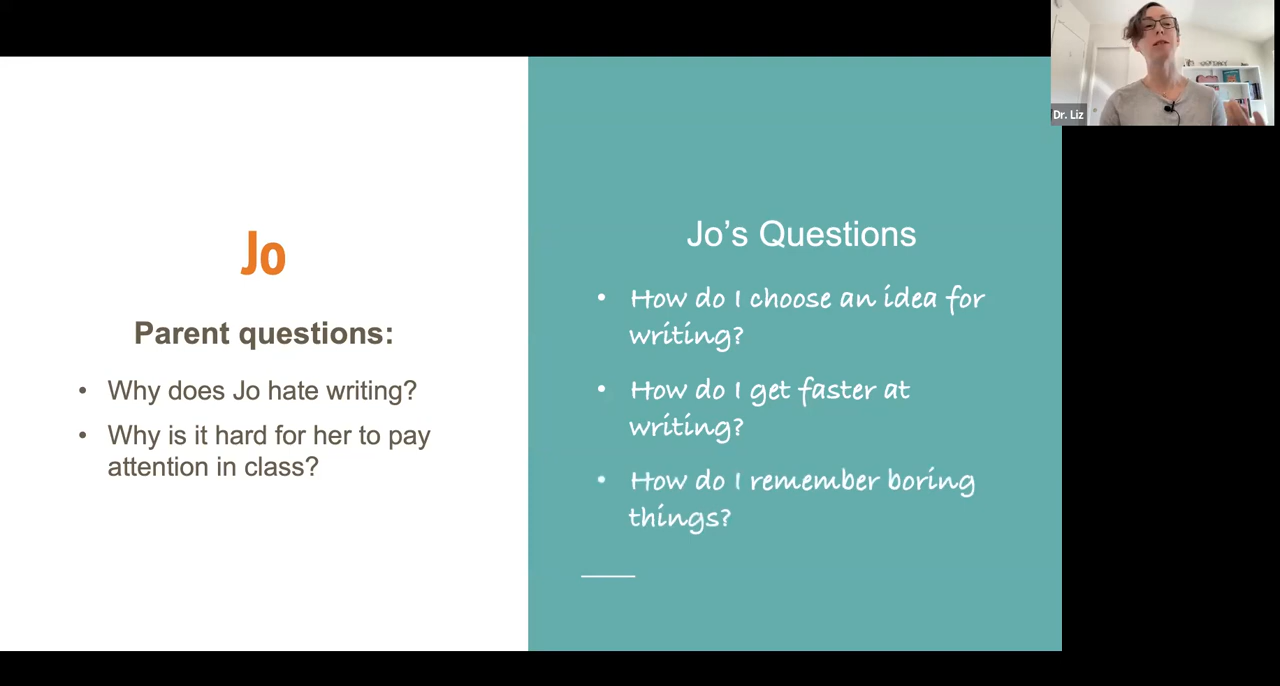 Jo
Parent questions:
• Why does Jo hate writing?
• Why is it hard for her to pay
attention in class?
Jo's Questions
• How do I choose an idea for
writing?
• How do I get faster at
writing?
• How do I remember boring
things?
Dr. Liz